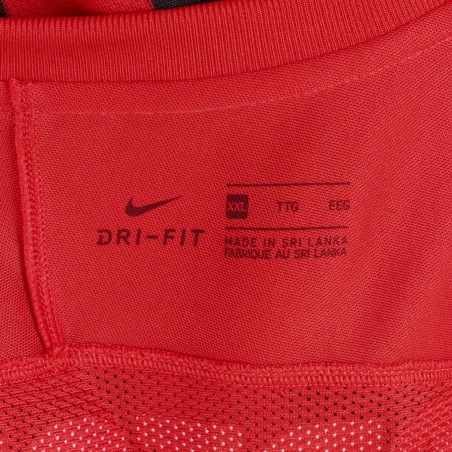 DRI-FIT
XXL TTG EEG
MADE IN SRI LANKA
FABRIQUE AU SRI LANKA